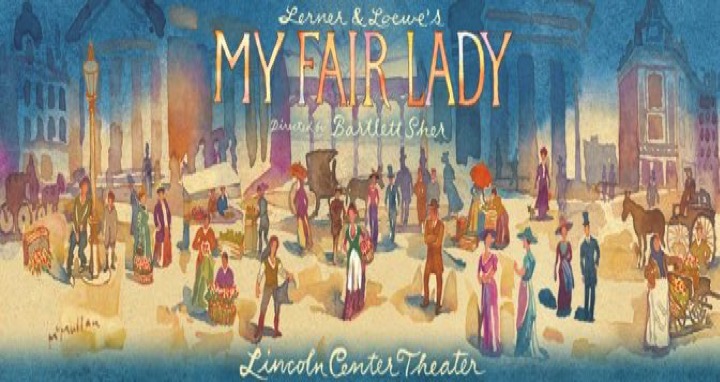 Lerner & Loewe's
MY FAIR LADY
Directed by Bartlett Sher
Lincoln Center Theater